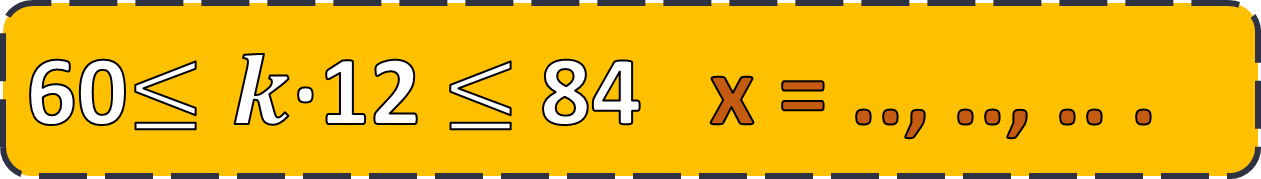 60≤ k·12 ≤ 84 x = .., .., .. .